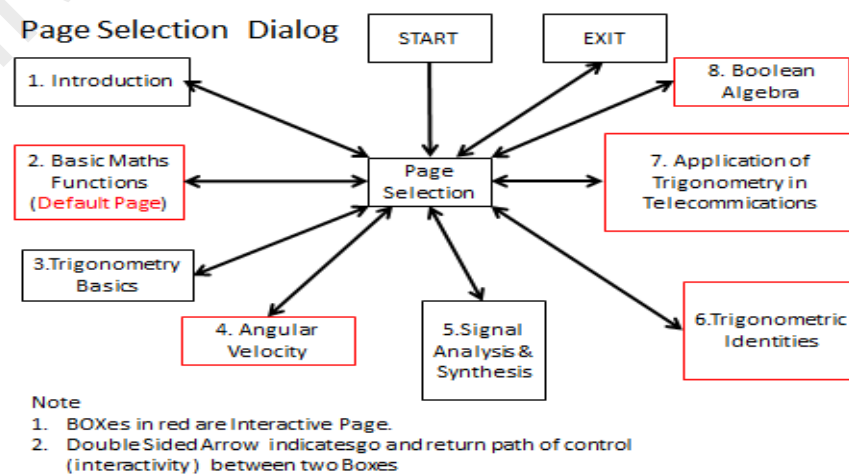 Page Selection Dialog
START
EXIT
1. Introduction
8. Boolean
Algebra
2. Basic Maths
Functions
(Default Page)
Page
Selection
7. Application of
Trigonometry in
Telecommications
3.Trigonometry
Basics
4. Angular
Velocity
5.Signal
Analysis &
Synthesis
6.Trigonometric
Identities
Note
1. BOXes in red are Interactive Page.
2. Double Sided Arrow indicatesgo and return path of control
(interactivity) between two Boxes